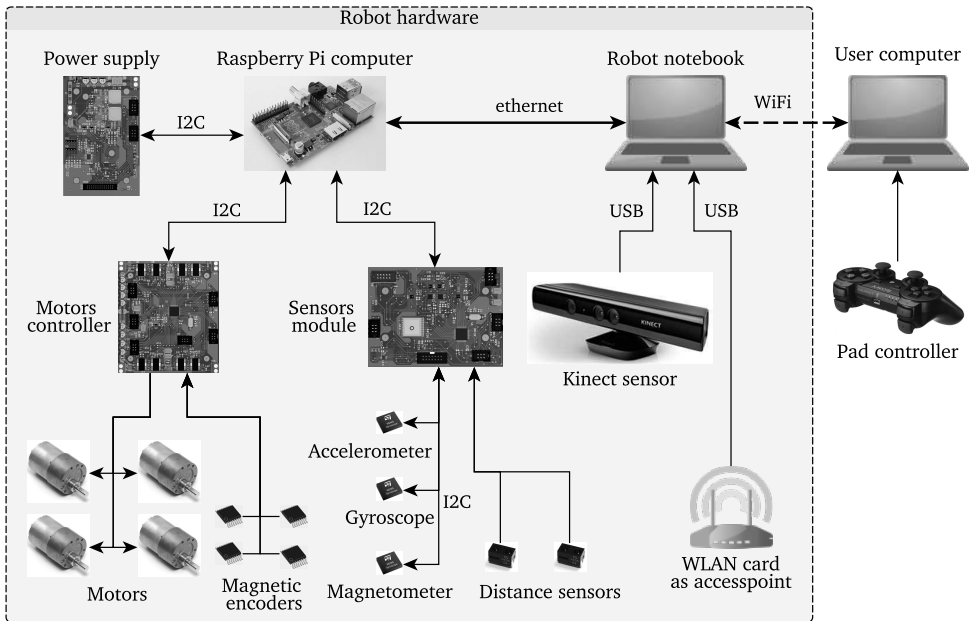 Robot hardware
Power supply
Raspberry Pi computer
Robot notebook
User computer
I2C
ethernet
WiFi
I2C
I2C
USB
USB
Motors
controller
Sensors
module
KINECT
Kinect sensor
Pad controller
Accelerometer
Gyroscope
I2C
Magnetometer
Distance sensors
Motors
Magnetic
encoders
WLAN card
as accesspoint